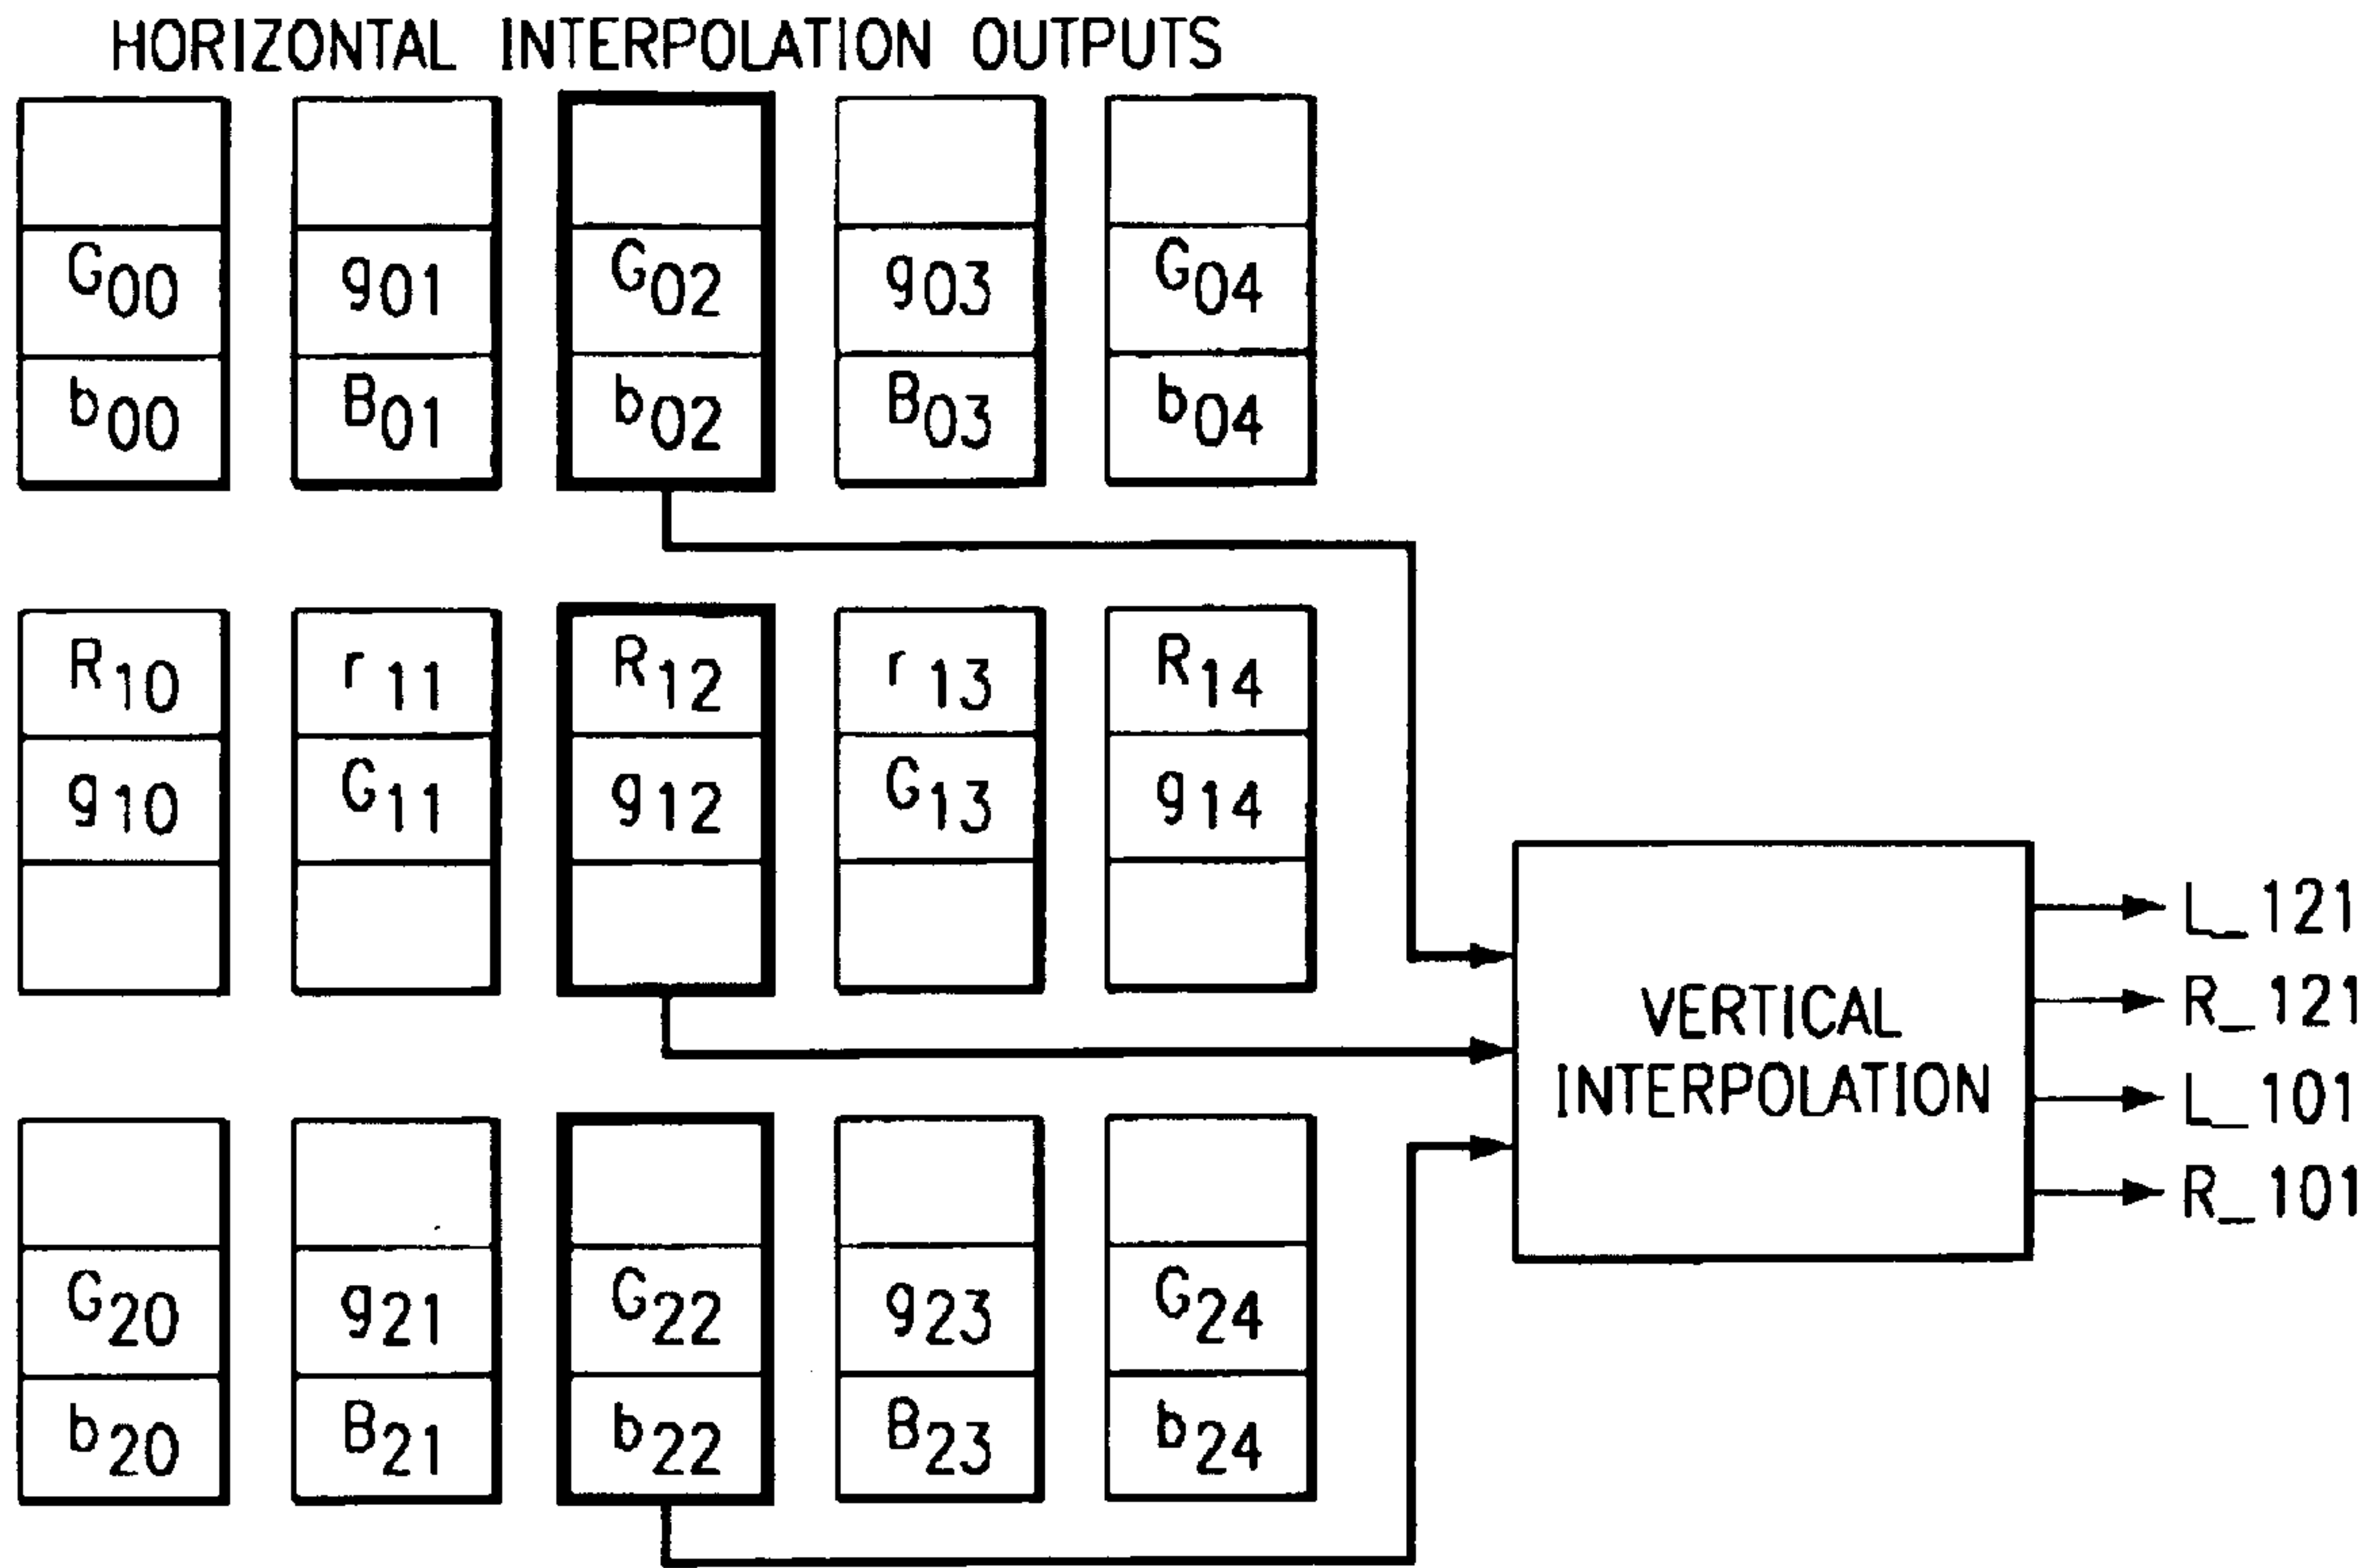 HORIZONTAL INTERPOLATION OUTPUTS
G00 g01 G02 g03 G04
b00 B01 b02 B03 b04
R10 r11 R12 r13 R14
g10 G11 g12 G13 g14
G20 g21 G22 g23 G24
b20 B21 b22 B23 b24
VERTICAL
INTERPOLATION
L_121
R_121
L_101
R_101